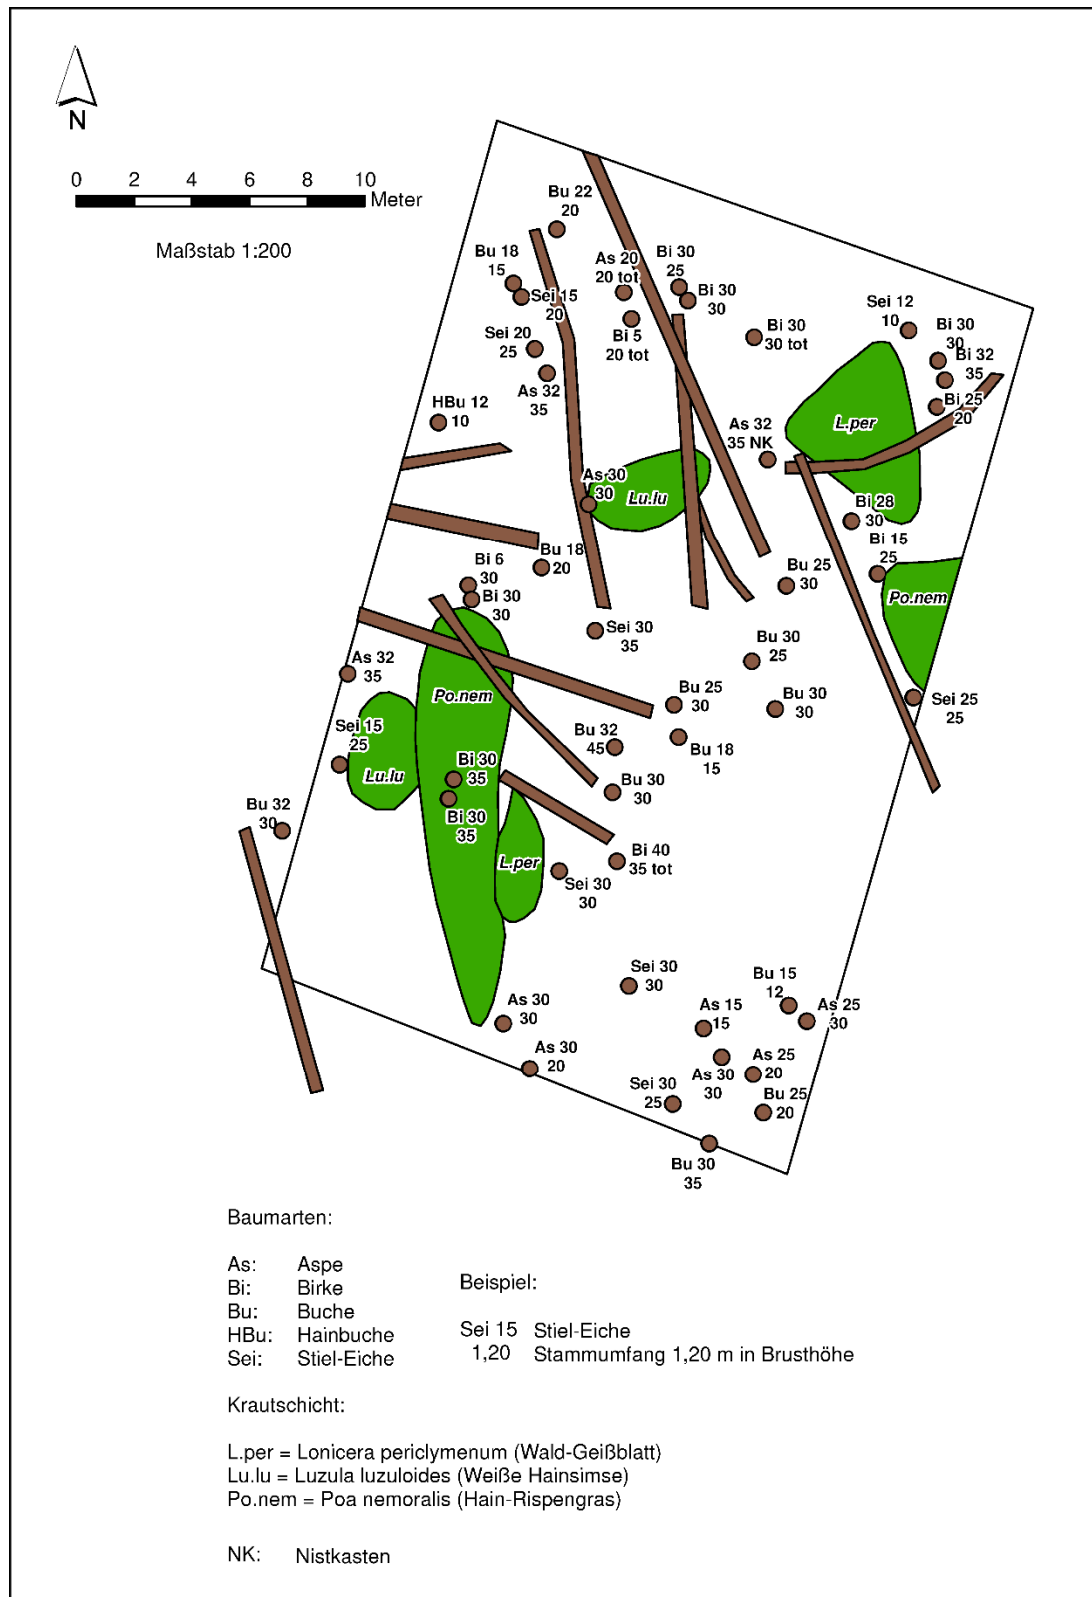 N
0 2 4 6 8 10
Meter
Maßstab 1:200
Bu 22
20
Bu 18
15
Sei 15
20
As 20
20 tot
Bi 30
25
Bi 30
30
Bi 5
20 tot
Bi 30
30 tot
Sei 12
10
Bi 30
30
Bi 32
35
Bi 25
20
Sei 20
25
As 32
35
HBu 12
10
L.per
As 32
35 NK
As 30
30
Lu.lu
Bi 28
30
Bi 15
25
Bu 18
20
Bi 6
30
Bi 30
30
Bu 25
30
Po.nem
Sei 30
35
Bu 30
25
As 32
35
Po.nem
Bu 25
30
Bu 30
30
Sei 25
25
Sei 15
25
Lu.lu
Bu 32
45
Bu 18
15
Bi 30
35
Bi 30
35
Bu 30
30
Bu 32
30
L.per
Bi 40
35 tot
Sei 30
30
Sei 30
30
Bu 15
12
As 30
30
As 15
15
As 25
30
As 30
20
As 30
30
As 25
20
Sei 30
25
Bu 25
20
Bu 30
35
Baumarten:
As: Aspe
Bi: Birke
Bu: Buche
HBu: Hainbuche
Sei: Stiel-Eiche
Beispiel:
Sei 15 Stiel-Eiche
1,20 Stammumfang 1,20 m in Brusthöhe
Krautschicht:
L.per = Lonicera periclymenum (Wald-Geißblatt)
Lu.lu = Luzula luzuloides (Weiße Hainsimse)
Po.nem = Poa nemoralis (Hain-Rispengras)
NK: Nistkasten